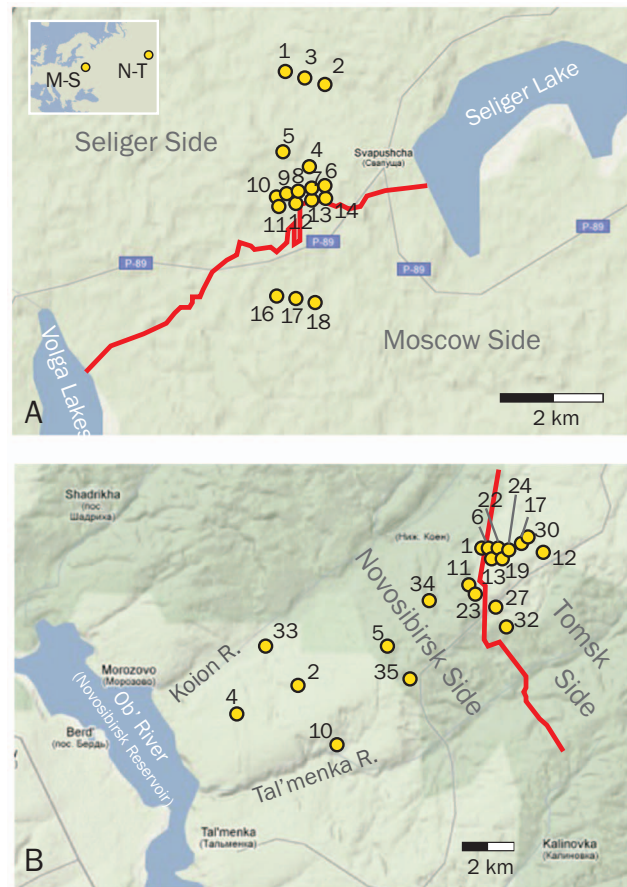 M-S
N-T
1
3
2
Seliger Side
Seliger Lake
5
4
Svapushcha
(Свапуща)
10
9
8
7
6
11
12
13
14
P-89
P-89
P-89
16
17
18
Moscow Side
Volga Lakes
A
2 km
Shadrikha
(пос
Шадриха)
24
22
17
6
30
(Ниж. Коен)
1
12
11
13
19
34
23
27
32
Novosibirsk Side
Tomsk
Side
33
5
Koion R.
Morozovo
(Морозово)
2
35
Ob' River
(Novosibirsk Reservoir)
4
Berd'
(пос. Бердь)
10
Tal'menka R.
Tal'menka
(Тальменка)
Kalinovka
(Калиновка)
B
2 km